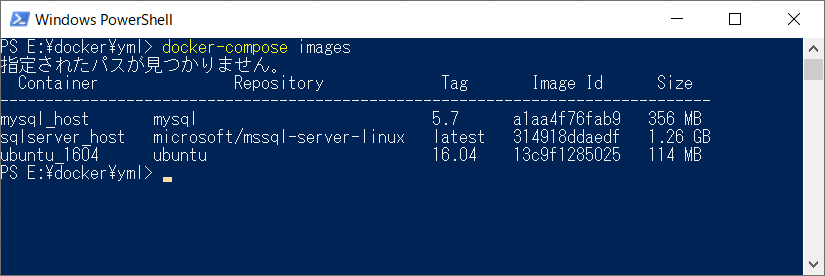 Windows PowerShell
PS E:¥docker¥yml> docker-compose images
指定されたパスが見つかりません。
Container Repository Tag Image Id Size
-------------------------------------------------------------------------------
mysql_host mysql 5.7 a1aa4f76fab9 356 MB
sqlserver_host microsoft/mssql-server-linux latest 314918ddaedf 1.26 GB
ubuntu_1604 ubuntu 16.04 13c9f1285025 114 MB
PS E:¥docker¥yml>